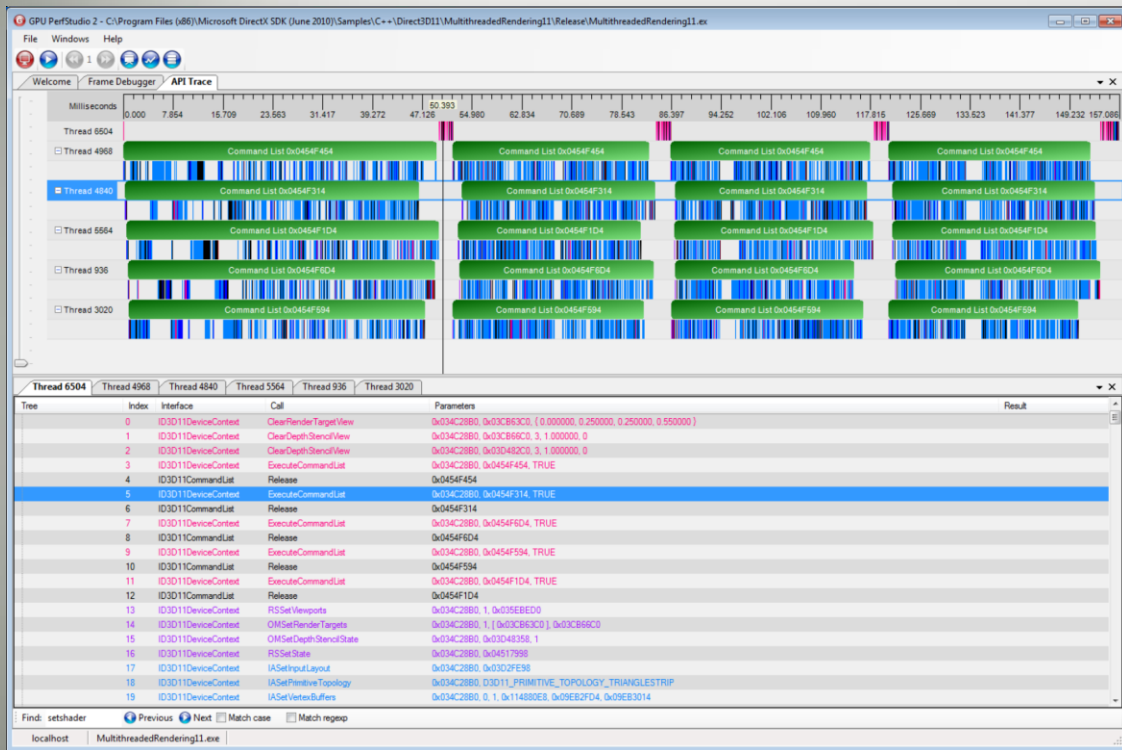 GPU PerfStudio 2 - C:\Program Files (x86)\Microsoft DirectX SDK (June 2010)\Samples\C++\Direct3D11\MultithreadedRendering11\Release\MultithreadedRendering11.ex
File Windows Help
1
Welcome Frame Debugger API Trace
Milliseconds 0.000 7.854 15.709 23.563 31.417 39.272 47.126 50.393 54.980 62.834 70.689 78.543 86.397 94.252 102.106 109.960 117.815 125.669 133.523 141.377 149.232 157.086
Thread 6504
Thread 4968 Command List 0x0454F454 Command List 0x0454F454 Command List 0x0454F454 Command List 0x0454F454
Thread 4840 Command List 0x0454F314 Command List 0x0454F314 Command List 0x0454F314 Command List 0x0454F314
Thread 5564 Command List 0x0454F1D4 Command List 0x0454F1D4 Command List 0x0454F1D4 Command List 0x0454F1D4
Thread 936 Command List 0x0454F6D4 Command List 0x0454F6D4 Command List 0x0454F6D4 Command List 0x0454F6D4
Thread 3020 Command List 0x0454F594 Command List 0x0454F594 Command List 0x0454F594 Command List 0x0454F594
Thread 6504 Thread 4968 Thread 4840 Thread 5564 Thread 936 Thread 3020
Tree Index Interface Call Parameters Result
0 ID3D11DeviceContext ClearRenderTargetView 0x034C28B0, 0x03CB63C0, { 0.000000, 0.250000, 0.250000, 0.550000 }
1 ID3D11DeviceContext ClearDepthStencilView 0x034C28B0, 0x03CB66C0, 3, 1.000000, 0
2 ID3D11DeviceContext ClearDepthStencilView 0x034C28B0, 0x03D482C0, 3, 1.000000, 0
3 ID3D11DeviceContext ExecuteCommandList 0x034C28B0, 0x0454F454, TRUE
4 ID3D11CommandList Release 0x0454F454
5 ID3D11DeviceContext ExecuteCommandList 0x034C28B0, 0x0454F314, TRUE
6 ID3D11CommandList Release 0x0454F314
7 ID3D11DeviceContext ExecuteCommandList 0x034C28B0, 0x0454F6D4, TRUE
8 ID3D11CommandList Release 0x0454F6D4
9 ID3D11DeviceContext ExecuteCommandList 0x034C28B0, 0x0454F594, TRUE
10 ID3D11CommandList Release 0x0454F594
11 ID3D11DeviceContext ExecuteCommandList 0x034C28B0, 0x0454F1D4, TRUE
12 ID3D11CommandList Release 0x0454F1D4
13 ID3D11DeviceContext RSSetViewports 0x034C28B0, 1, 0x035EBED0
14 ID3D11DeviceContext OMSetRenderTargets 0x034C28B0, 1, [ 0x03CB63C0 ], 0x03CB66C0
15 ID3D11DeviceContext OMSetDepthStencilState 0x034C28B0, 0x03D48358, 1
16 ID3D11DeviceContext RSSetState 0x034C28B0, 0x04517998
17 ID3D11DeviceContext IASetInputLayout 0x034C28B0, 0x03D2FE98
18 ID3D11DeviceContext IASetPrimitiveTopology 0x034C28B0, D3D11_PRIMITIVE_TOPOLOGY_TRIANGLESTRIP
19 ID3D11DeviceContext IASetVertexBuffers 0x034C28B0, 0, 1, 0x114880E8, 0x09EB2FD4, 0x09EB3014
Find: setshader Previous Next Match case Match regexp
localhost MultithreadedRendering11.exe